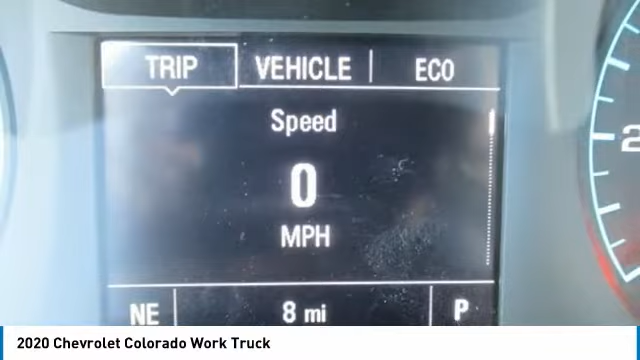 TRIP VEHICLE ECO
Speed
0
MPH
NE 8 mi P
2020 Chevrolet Colorado Work Truck